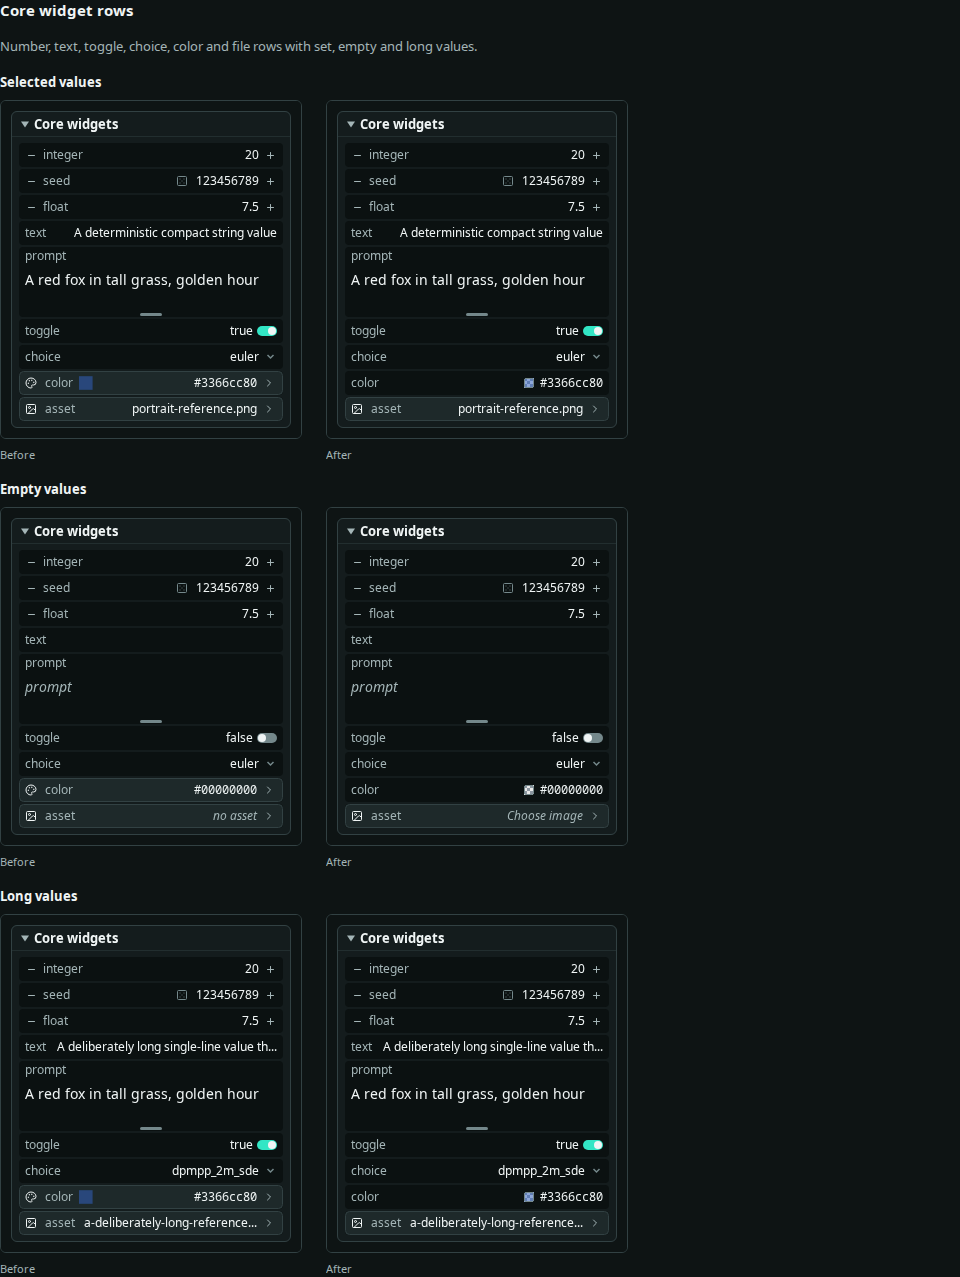 Core widget rows
Number, text, toggle, choice, color and file rows with set, empty and long values.
Selected values
Core widgets
integer 20
seed 123456789
float 7.5
text A deterministic compact string value
prompt
A red fox in tall grass, golden hour
toggle true
choice euler
color #3366cc80
asset portrait-reference.png
Before
Core widgets
integer 20
seed 123456789
float 7.5
text A deterministic compact string value
prompt
A red fox in tall grass, golden hour
toggle true
choice euler
color #3366cc80
asset portrait-reference.png
After
Empty values
Core widgets
integer 20
seed 123456789
float 7.5
text
prompt
prompt
toggle false
choice euler
color #00000000
asset no asset
Before
Core widgets
integer 20
seed 123456789
float 7.5
text
prompt
prompt
toggle false
choice euler
color #00000000
asset Choose image
After
Long values
Core widgets
integer 20
seed 123456789
float 7.5
text A deliberately long single-line value th...
prompt
A red fox in tall grass, golden hour
toggle true
choice dpmpp_2m_sde
color #3366cc80
asset a-deliberately-long-reference...
Before
Core widgets
integer 20
seed 123456789
float 7.5
text A deliberately long single-line value th...
prompt
A red fox in tall grass, golden hour
toggle true
choice dpmpp_2m_sde
color #3366cc80
asset a-deliberately-long-reference...
After